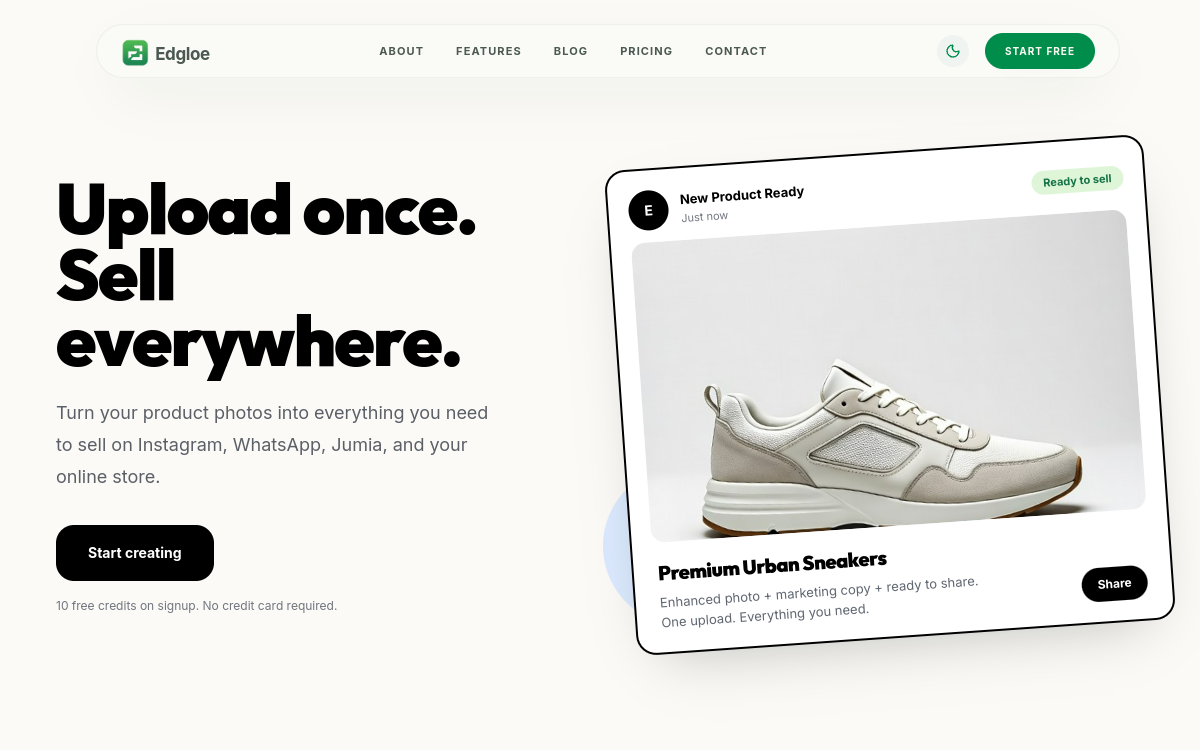 Edgloe
ABOUT
FEATURES
BLOG
PRICING
CONTACT
START FREE
Upload once.
Sell
everywhere.
Turn your product photos into everything you need
to sell on Instagram, WhatsApp, Jumia, and your
online store.
Start creating
10 free credits on signup. No credit card required.
E
New Product Ready
Just now
Ready to sell
Premium Urban Sneakers
Enhanced photo + marketing copy + ready to share.
One upload. Everything you need.
Share